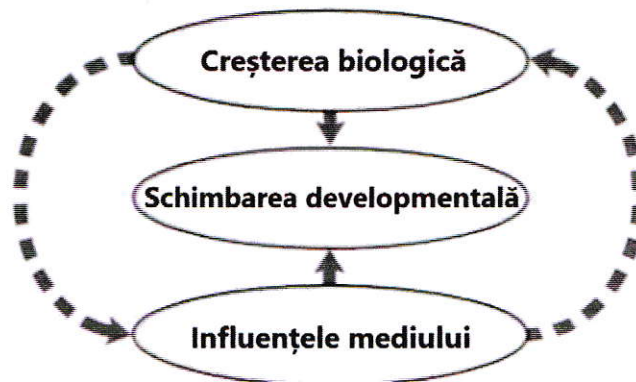 Creșterea biologică
Schimbarea developmentală
Influențele mediului